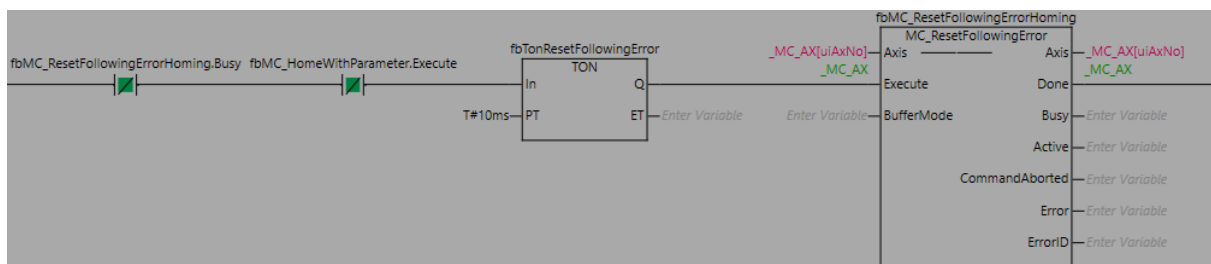 fbMC_ResetFollowingErrorHoming
MC_ResetFollowingError
fbTonResetFollowingError
TON
_MC_AX[uiAxNo] Axis Axis _MC_AX[uiAxNo]
_MC_AX _MC_AX
fbMC_ResetFollowingErrorHoming.Busy fbMC_HomeWithParameter.Execute
In Q Execute Done
T#10ms PT ET Enter Variable Enter Variable BufferMode Busy Enter Variable
Active Enter Variable
CommandAborted Enter Variable
Error Enter Variable
ErrorID Enter Variable